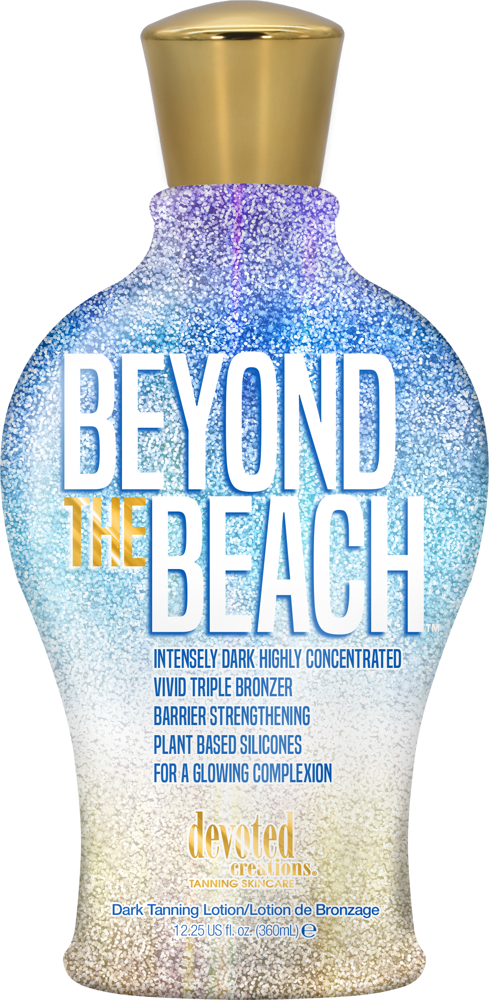 BEYOND
THE BEACH™
INTENSELY DARK HIGHLY CONCENTRATED
VIVID TRIPLE BRONZER
BARRIER STRENGTHENING
PLANT BASED SILICONES
FOR A GLOWING COMPLEXION
devoted
creations®
TANNING SKINCARE
Dark Tanning Lotion/Lotion de Bronzage
12.25 US fl. oz. (360mL) ℮